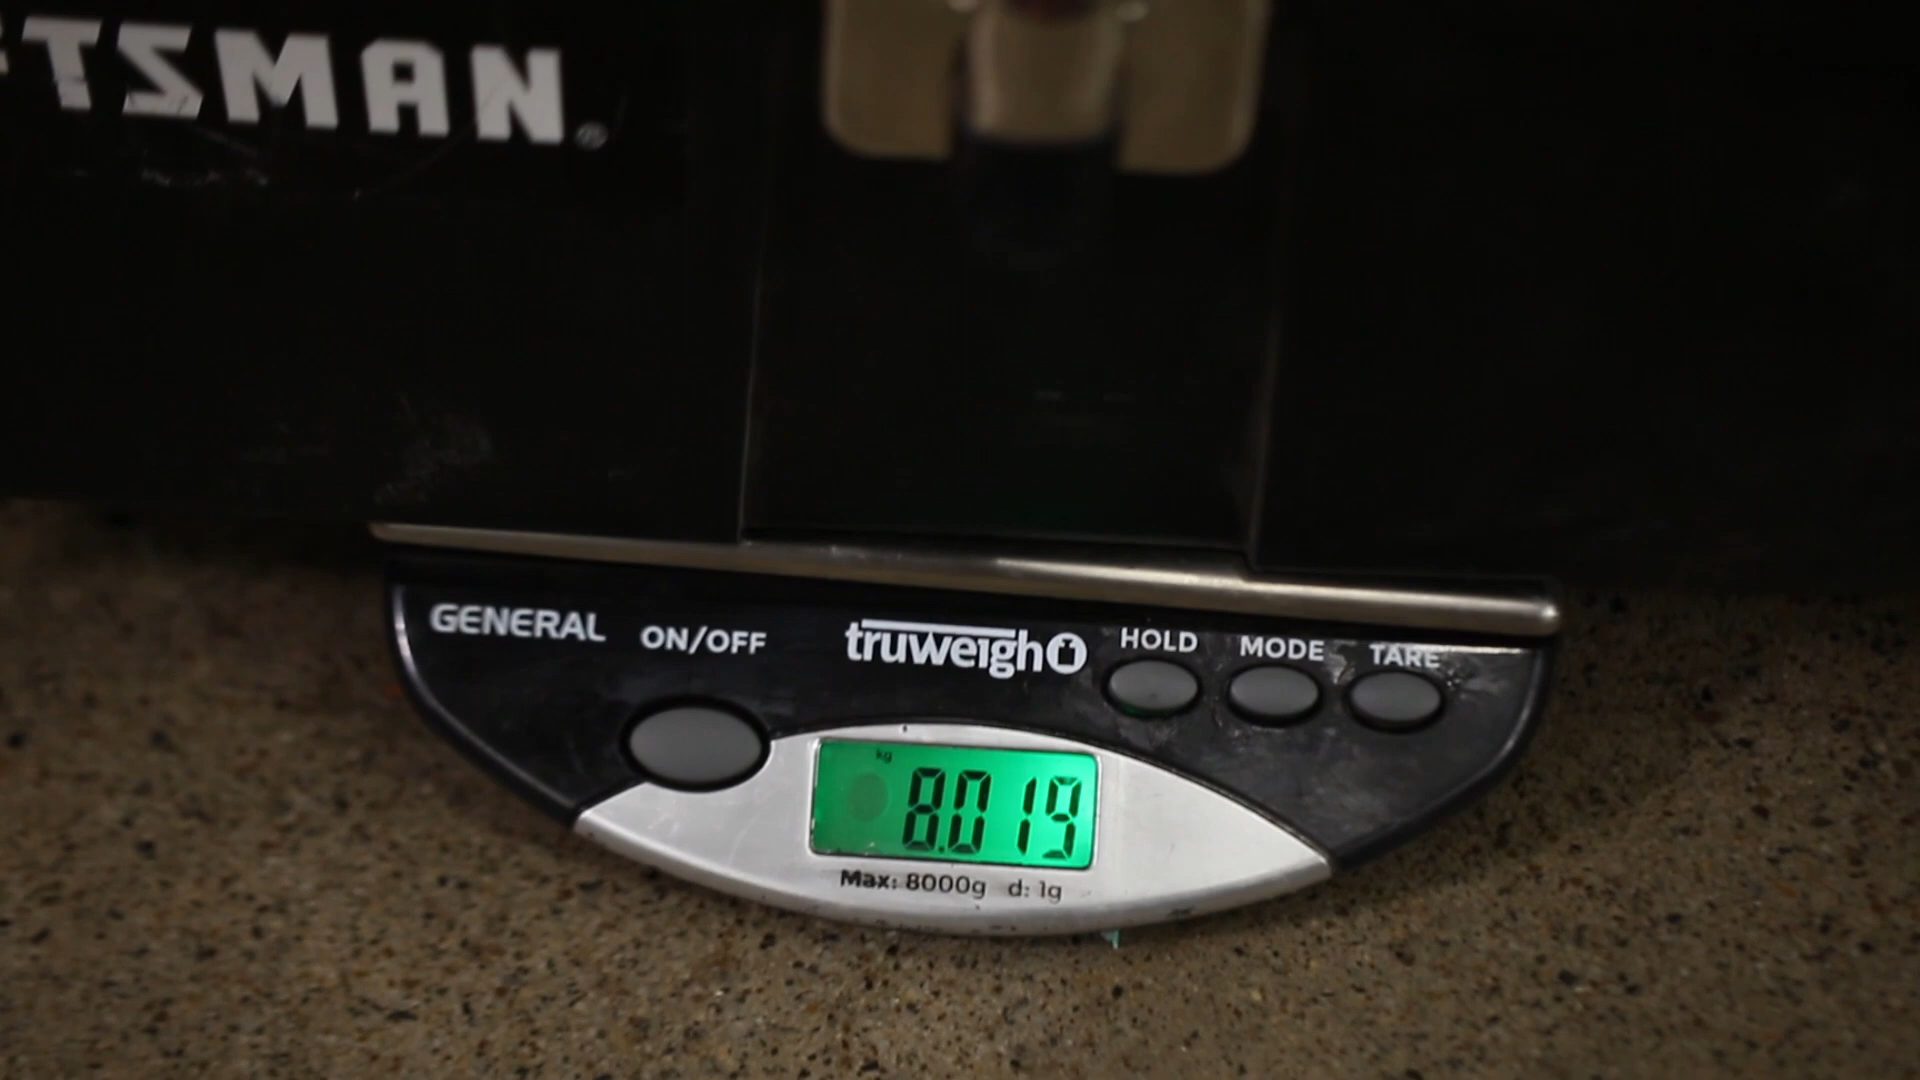 TSMAN®
GENERAL ON/OFF truweigh HOLD MODE TARE
kg
8.019
Max: 8000g d: 1g